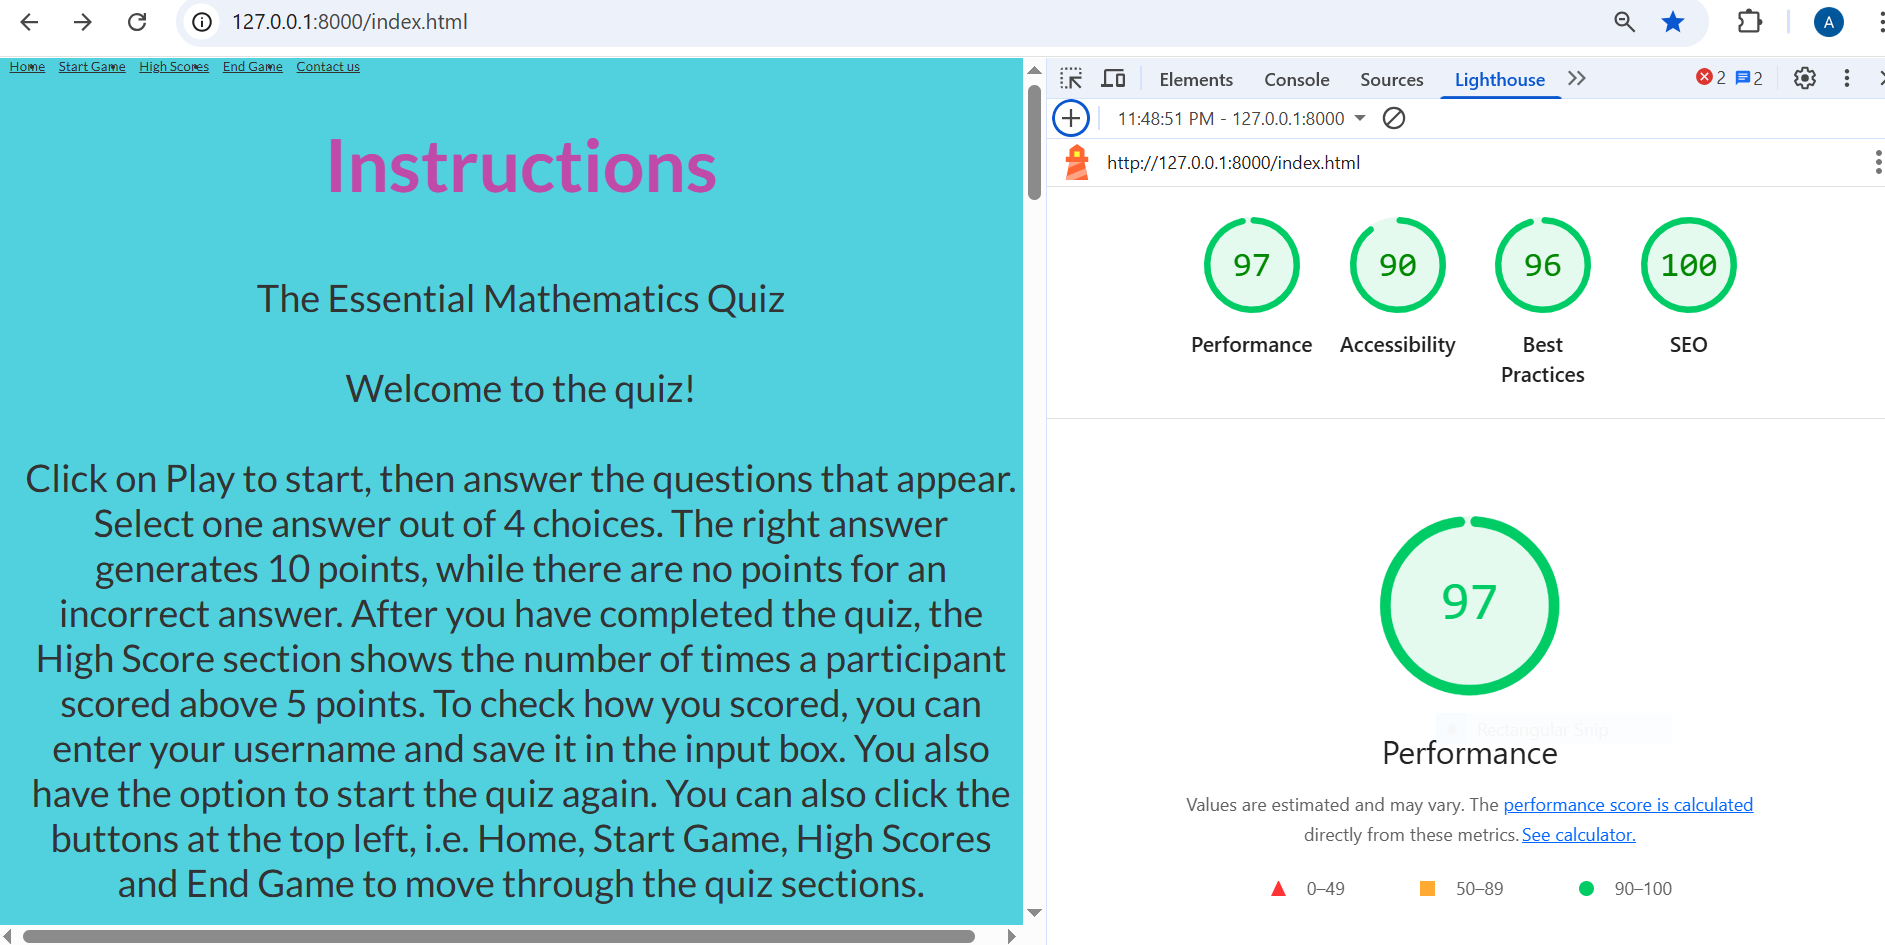 127.0.0.1:8000/index.html
A
Home Start Game High Scores End Game Contact us
Instructions
The Essential Mathematics Quiz
Welcome to the quiz!
Click on Play to start, then answer the questions that appear.
Select one answer out of 4 choices. The right answer
generates 10 points, while there are no points for an
incorrect answer. After you have completed the quiz, the
High Score section shows the number of times a participant
scored above 5 points. To check how you scored, you can
enter your username and save it in the input box. You also
have the option to start the quiz again. You can also click the
buttons at the top left, i.e. Home, Start Game, High Scores
and End Game to move through the quiz sections.
Elements Console Sources Lighthouse 2 2
11:48:51 PM - 127.0.0.1:8000
http://127.0.0.1:8000/index.html
97 90 96 100
Performance Accessibility Best Practices SEO
97
Rectangular Snip
Performance
Values are estimated and may vary. The performance score is calculated
directly from these metrics. See calculator.
0–49 50–89 90–100